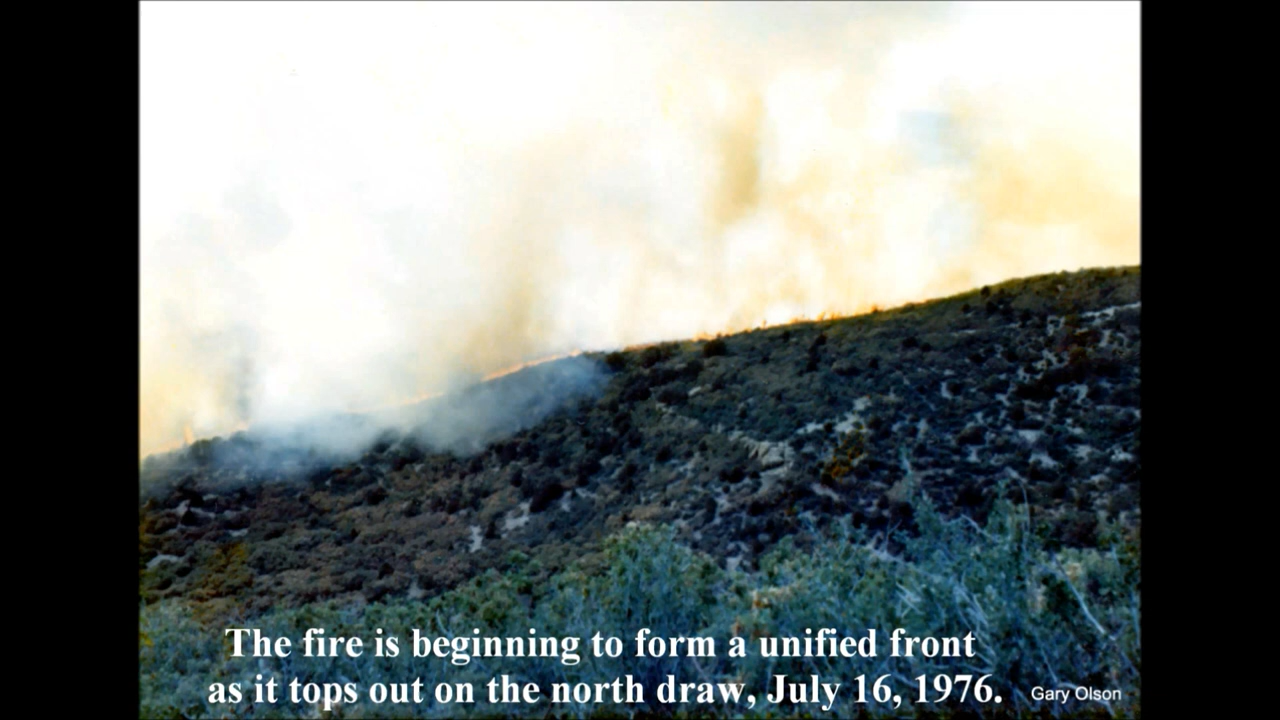 The fire is beginning to form a unified front
as it tops out on the north draw, July 16, 1976.
Gary Olson